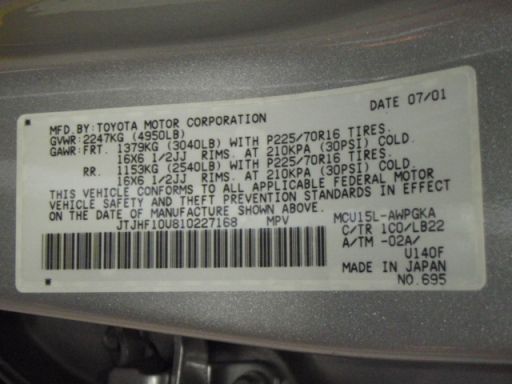 DATE 07/01
MFD.BY:TOYOTA MOTOR CORPORATION
GVWR:2247KG (4950LB)
GAWR:FRT. 1379KG (3040LB) WITH P225/70R16 TIRES.
16X6 1/2JJ RIMS. AT 210KPA (30PSI) COLD.
RR. 1153KG (2540LB) WITH P225/70R16 TIRES.
16X6 1/2JJ RIMS. AT 210KPA (30PSI) COLD.
THIS VEHICLE CONFORMS TO ALL APPLICABLE FEDERAL MOTOR
VEHICLE SAFETY AND THEFT PREVENTION STANDARDS IN EFFECT
ON THE DATE OF MANUFACTURE SHOWN ABOVE.
JTJHF10U810227168 MPV
MCU15L-AWPGKA
C/TR 1C0/LB22
A/TM -02A/
U140F
MADE IN JAPAN
NO.695